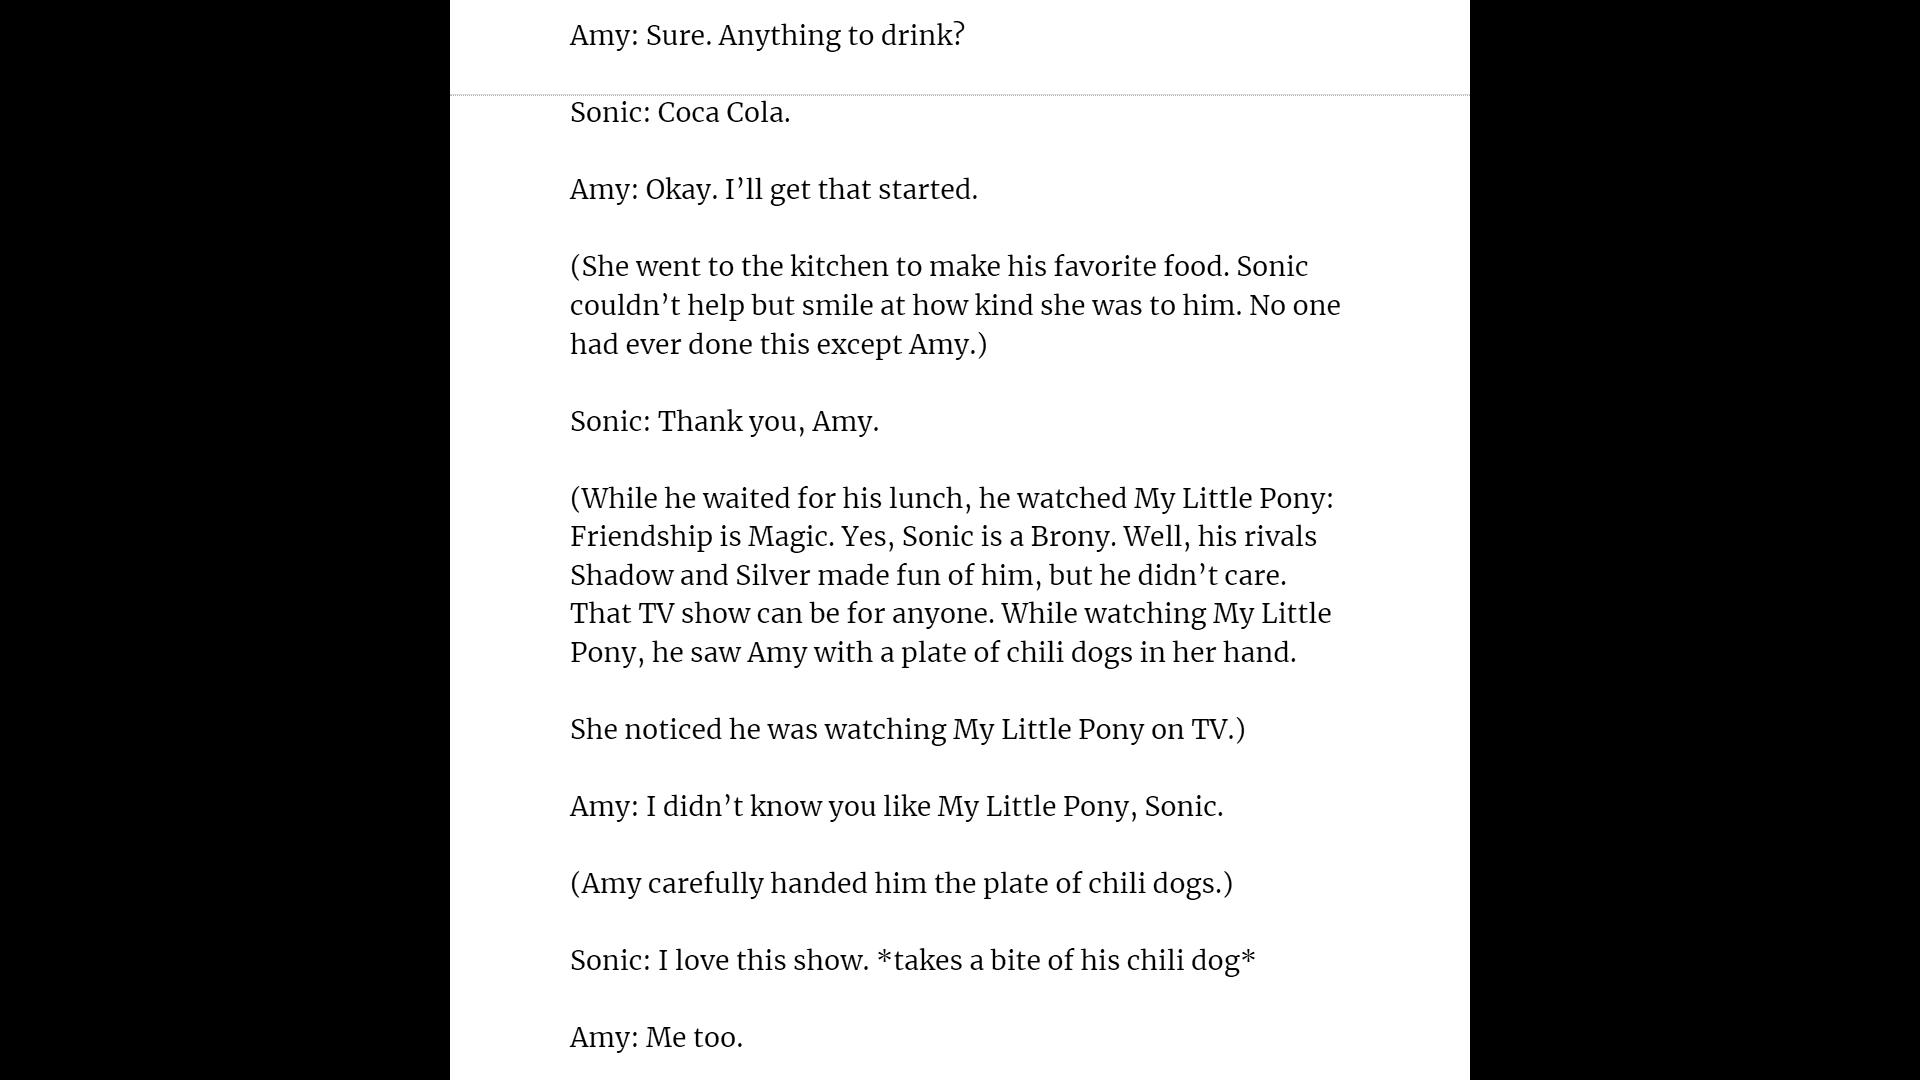 Amy: Sure. Anything to drink?
Sonic: Coca Cola.
Amy: Okay. I’ll get that started.
(She went to the kitchen to make his favorite food. Sonic
couldn’t help but smile at how kind she was to him. No one
had ever done this except Amy.)
Sonic: Thank you, Amy.
(While he waited for his lunch, he watched My Little Pony:
Friendship is Magic. Yes, Sonic is a Brony. Well, his rivals
Shadow and Silver made fun of him, but he didn’t care.
That TV show can be for anyone. While watching My Little
Pony, he saw Amy with a plate of chili dogs in her hand.
She noticed he was watching My Little Pony on TV.)
Amy: I didn’t know you like My Little Pony, Sonic.
(Amy carefully handed him the plate of chili dogs.)
Sonic: I love this show. *takes a bite of his chili dog*
Amy: Me too.